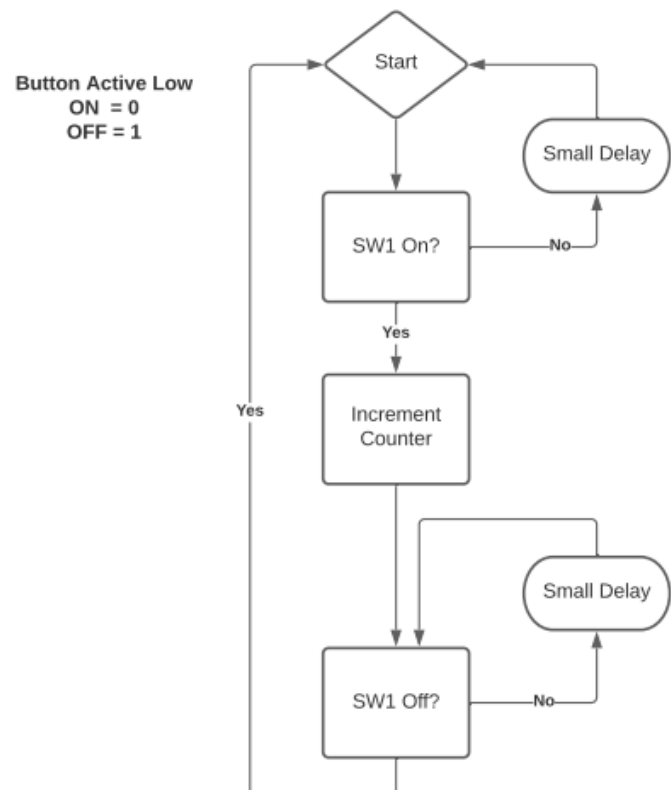 Button Active Low
ON = 0
OFF = 1
Start
Small Delay
SW1 On?
No
Yes
Increment
Counter
Yes
Small Delay
SW1 Off?
No